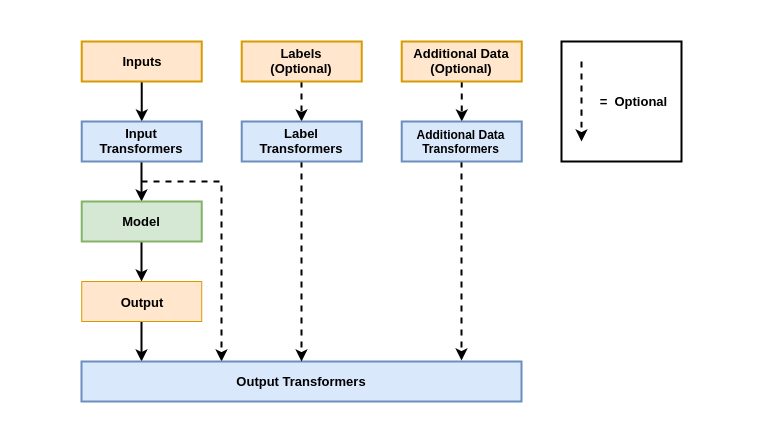 Inputs
Labels
(Optional)
Additional Data
(Optional)
= Optional
Input
Transformers
Label
Transformers
Additional Data
Transformers
Model
Output
Output Transformers